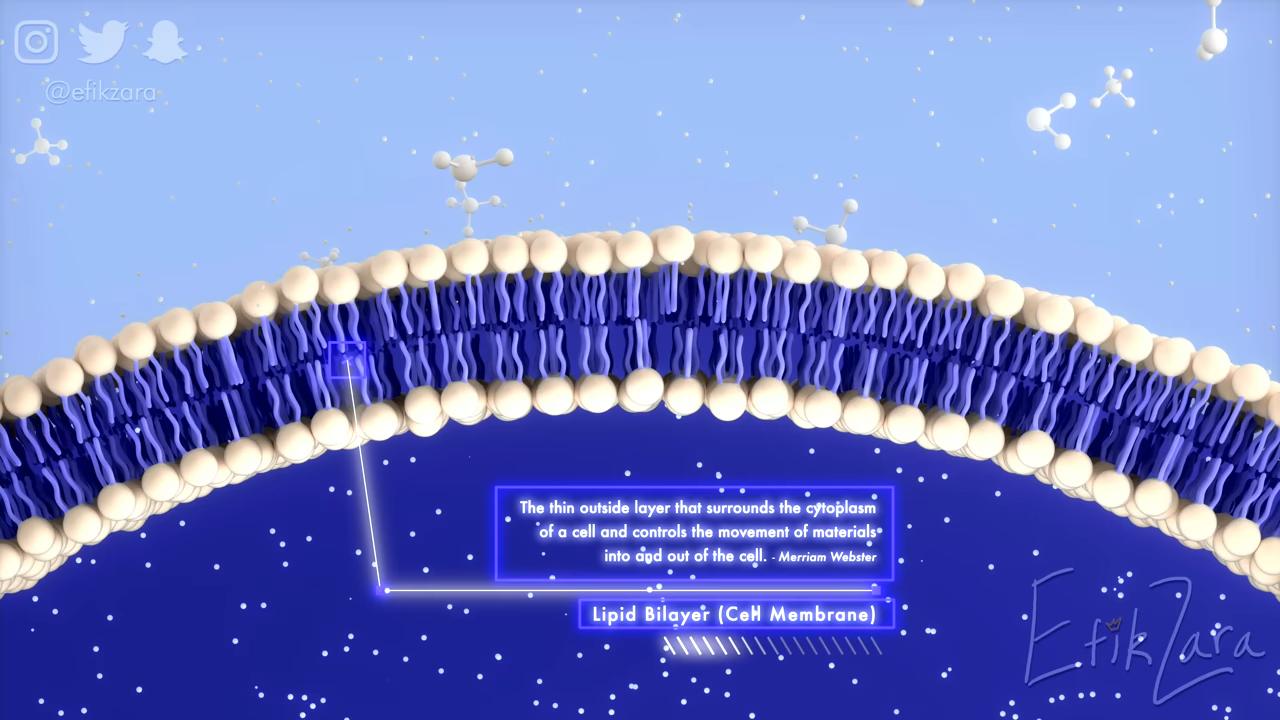 @efikzara
The thin outside layer that surrounds the cytoplasm
of a cell and controls the movement of materials
into and out of the cell. - Merriam Webster
Lipid Bilayer (Cell Membrane)
EfikZara